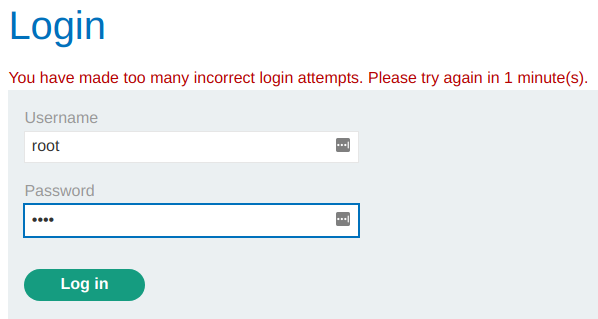 Login
You have made too many incorrect login attempts. Please try again in 1 minute(s).
Username
root
Password
••••
Log in